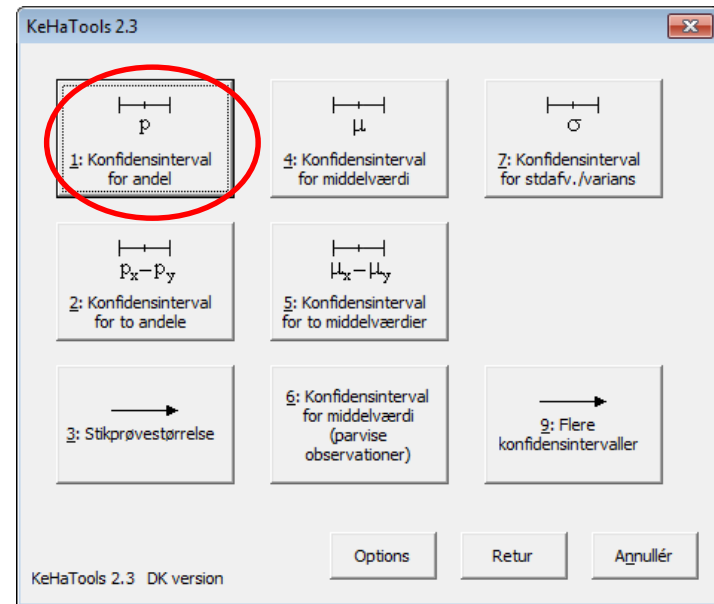 KeHaTools 2.3
p
1: Konfidensinterval
for andel
μ
4: Konfidensinterval
for middelværdi
σ
7: Konfidensinterval
for stdafv./varians
px−py
2: Konfidensinterval
for to andele
μx−μy
5: Konfidensinterval
for to middelværdier
3: Stikprøvestørrelse
6: Konfidensinterval
for middelværdi
(parvise
observationer)
9: Flere
konfidensintervaller
Options
Retur
Annullér
KeHaTools 2.3 DK version